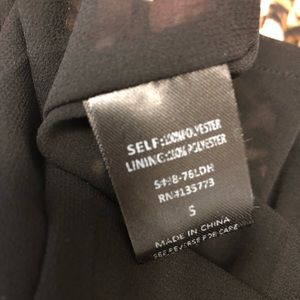 SELF:100%POLYESTER
LINING:100% POLYESTER
S#18-76LDH
RN#135773
S
MADE IN CHINA
SEE REVERSE FOR CARE